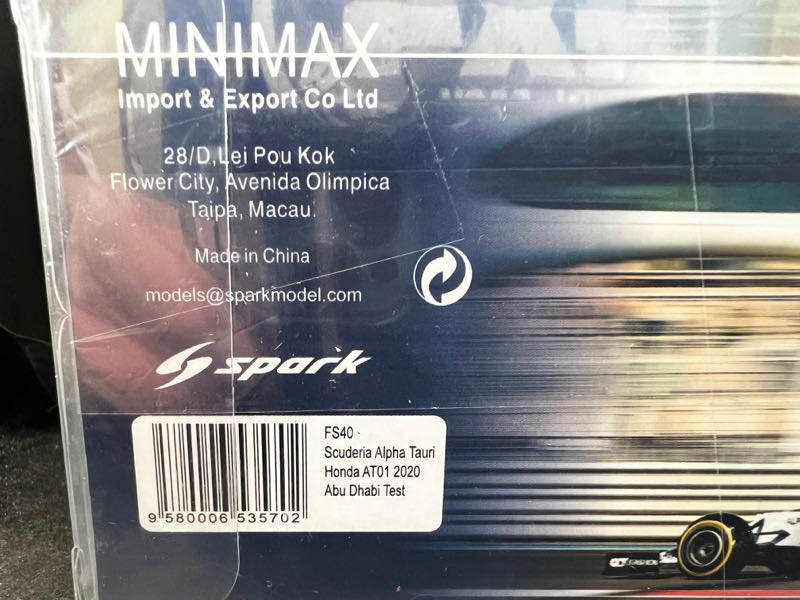 MINIMAX
Import & Export Co Ltd
28/D,Lei Pou Kok
Flower City, Avenida Olimpica
Taipa, Macau.
Made in China
models@sparkmodel.com
spark
FS40
Scuderia Alpha Tauri
Honda AT01 2020
Abu Dhabi Test
9 580006 535702